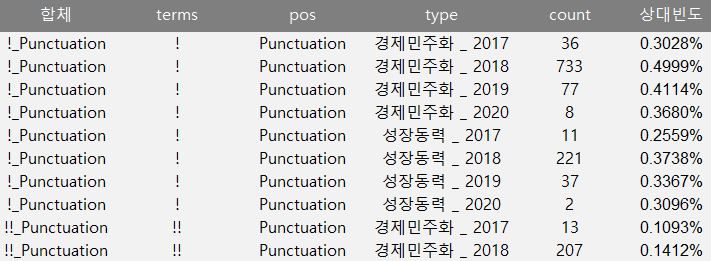 합체 terms pos type count 상대빈도
!_Punctuation ! Punctuation 경제민주화 _ 2017 36 0.3028%
!_Punctuation ! Punctuation 경제민주화 _ 2018 733 0.4999%
!_Punctuation ! Punctuation 경제민주화 _ 2019 77 0.4114%
!_Punctuation ! Punctuation 경제민주화 _ 2020 8 0.3680%
!_Punctuation ! Punctuation 성장동력 _ 2017 11 0.2559%
!_Punctuation ! Punctuation 성장동력 _ 2018 221 0.3738%
!_Punctuation ! Punctuation 성장동력 _ 2019 37 0.3367%
!_Punctuation ! Punctuation 성장동력 _ 2020 2 0.3096%
!!_Punctuation !! Punctuation 경제민주화 _ 2017 13 0.1093%
!!_Punctuation !! Punctuation 경제민주화 _ 2018 207 0.1412%